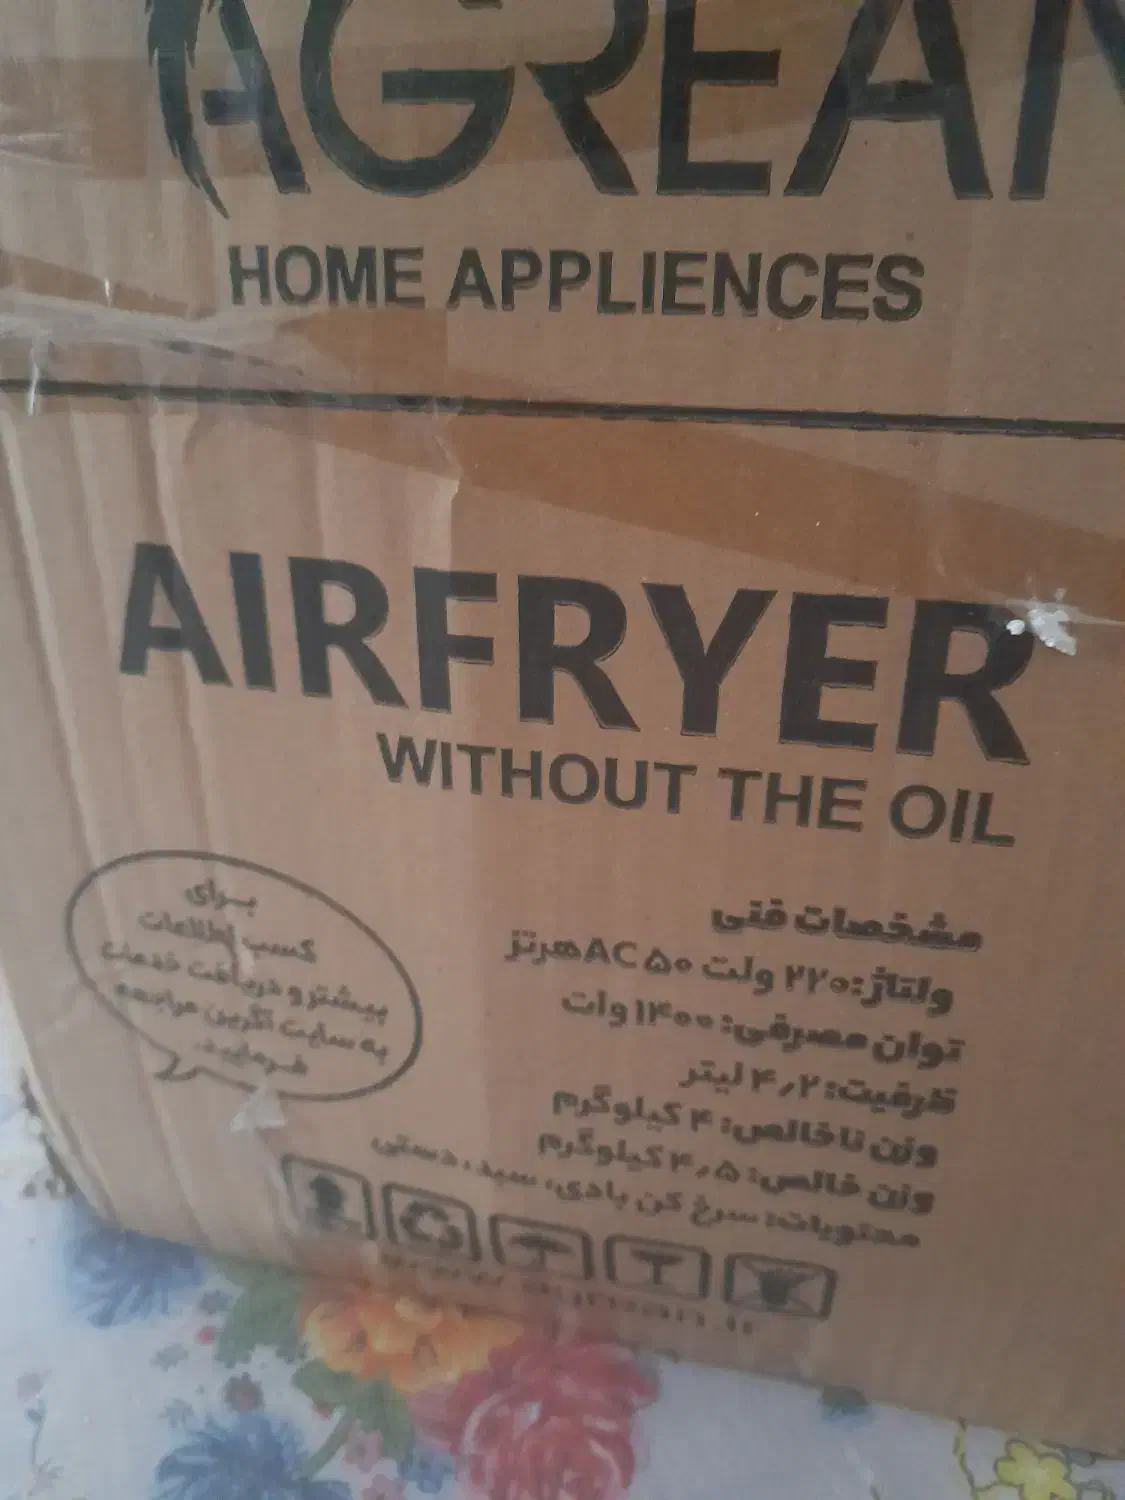 AGREAN
HOME APPLIENCES
AIRFRYER
WITHOUT THE OIL
برای
کسب اطلاعات
بیشتر و دریافت خدمات
به سایت آگرین مراجعه
فرمایید.
مشخصات فنی
ولتاژ: ۲۲۰ ولت AC ۵۰ هرتز
توان مصرفی: ۱۴۰۰ وات
ظرفیت: ۴٫۲ لیتر
وزن ناخالص: ۴ کیلوگرم
وزن خالص: ۴٫۵ کیلوگرم
محتویات: سرخ کن بادی، سبد، دستی